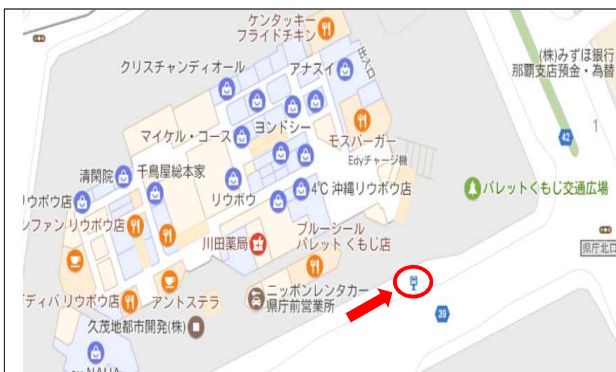 ケンタッキー
フライドチキン
出入口
(株)みずほ銀行
那覇支店預金・為替
クリスチャンディオール
アナスイ
42
1
マイケル・コース
ヨンドシー
モスバーガー
Edyチャージ機
清閑院
千鳥屋総本家
リウボウ店
リウボウ
4℃ 沖縄リウボウ店
パレットくもじ交通広場
ンファン リウボウ店
川田薬局
ブルーシール
パレット くもじ店
県庁北口
ディバ リウボウ店
アントステラ
ニッポンレンタカー
県庁前営業所
39
久茂地都市開発(株)